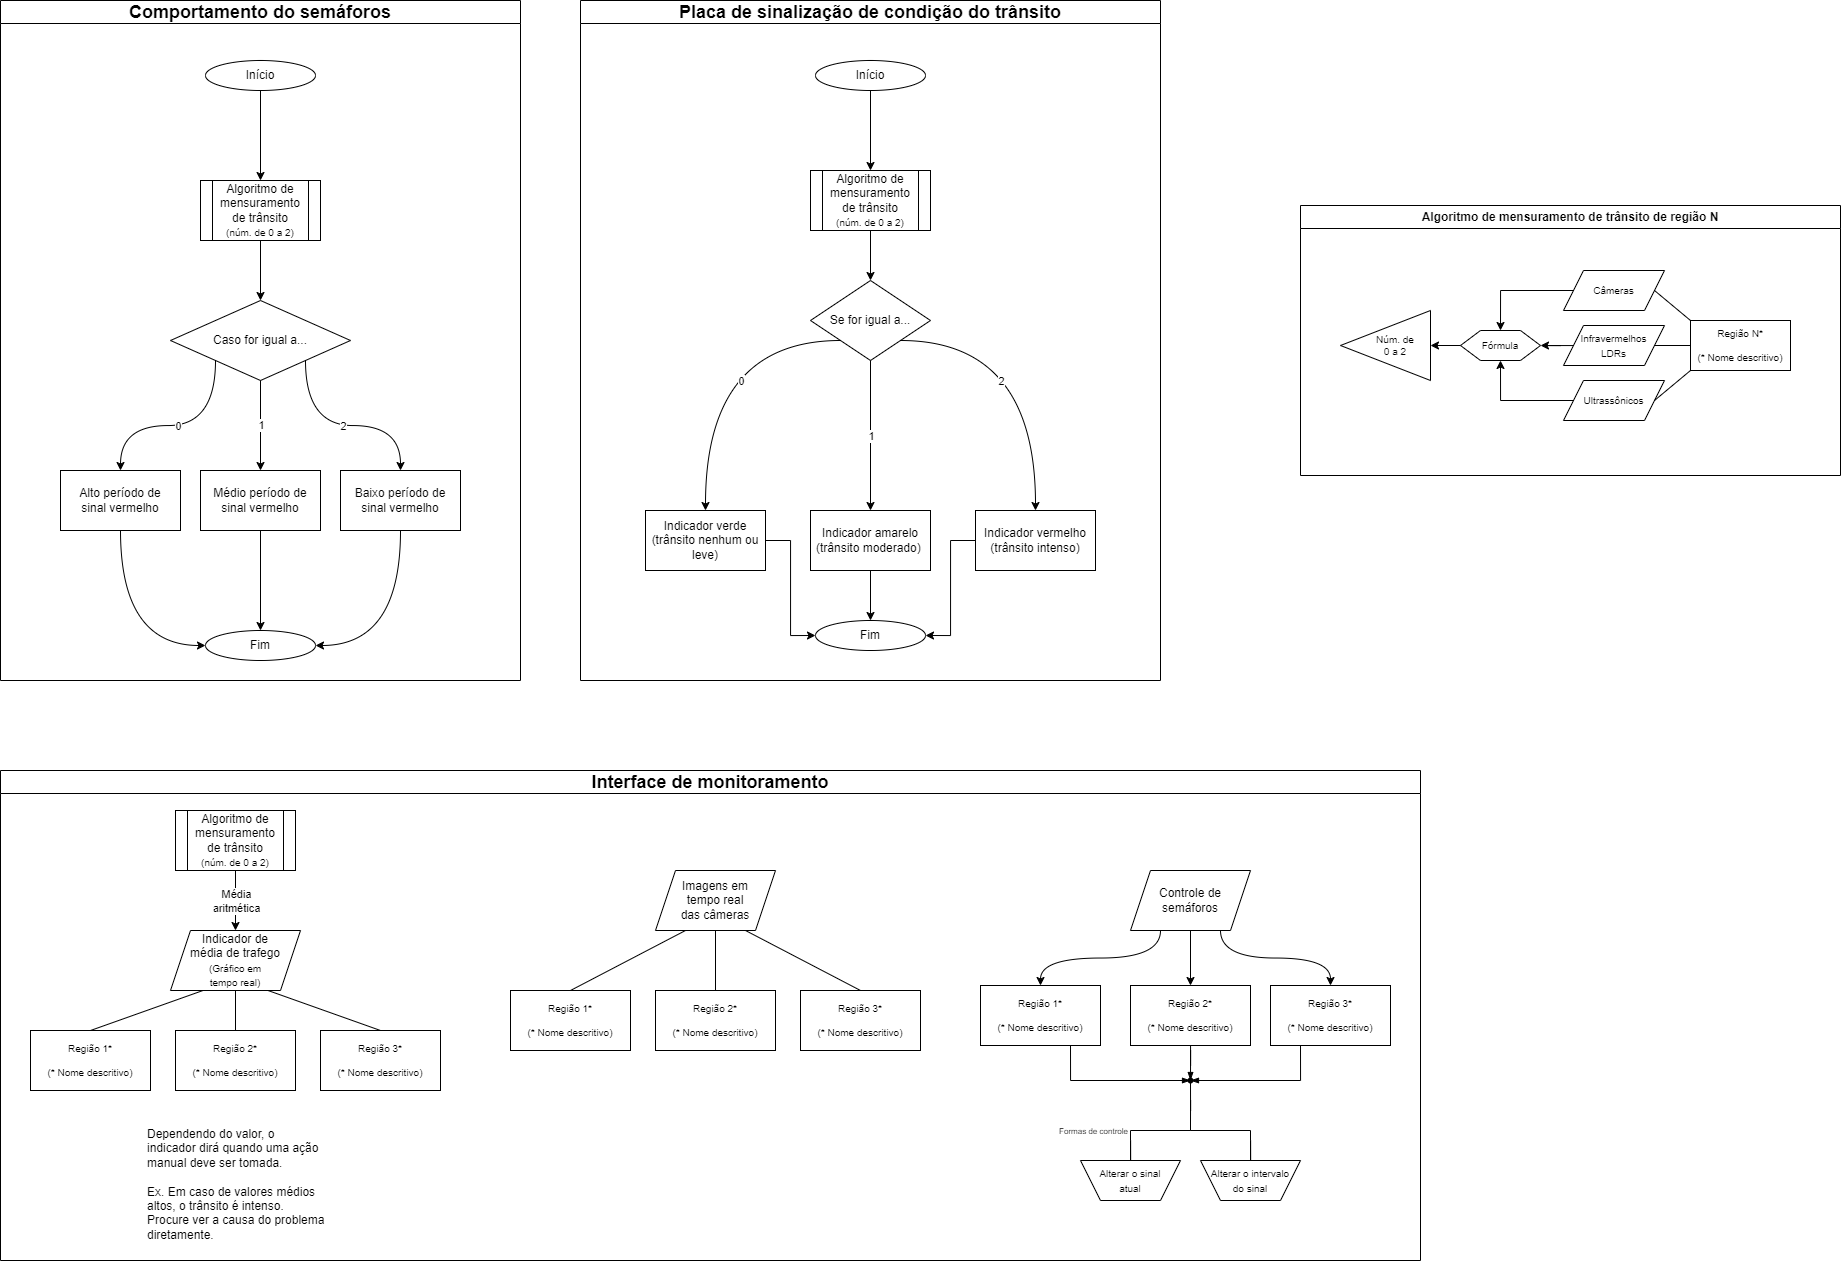 Comportamento do semáforos
Início
Algoritmo de
mensuramento
de trânsito
(núm. de 0 a 2)
Caso for igual a...
0
1
2
Alto período de
sinal vermelho
Médio período de
sinal vermelho
Baixo período de
sinal vermelho
Fim
Placa de sinalização de condição do trânsito
Início
Algoritmo de
mensuramento
de trânsito
(núm. de 0 a 2)
Se for igual a...
0
2
1
Indicador verde
(trânsito nenhum ou
leve)
Indicador amarelo
(trânsito moderado)
Indicador vermelho
(trânsito intenso)
Fim
Algoritmo de mensuramento de trânsito de região N
Câmeras
Núm. de
0 a 2
Fórmula
Infravermelhos
LDRs
Região N*
(* Nome descritivo)
Ultrassônicos
Interface de monitoramento
Algoritmo de
mensuramento
de trânsito
(núm. de 0 a 2)
Média
aritmética
Indicador de
média de trafego
(Gráfico em
tempo real)
Região 1*
(* Nome descritivo)
Região 2*
(* Nome descritivo)
Região 3*
(* Nome descritivo)
Dependendo do valor, o
indicador dirá quando uma ação
manual deve ser tomada.
Ex. Em caso de valores médios
altos, o trânsito é intenso.
Procure ver a causa do problema
diretamente.
Imagens em
tempo real
das câmeras
Região 1*
(* Nome descritivo)
Região 2*
(* Nome descritivo)
Região 3*
(* Nome descritivo)
Controle de
semáforos
Região 1*
(* Nome descritivo)
Região 2*
(* Nome descritivo)
Região 3*
(* Nome descritivo)
Formas de controle
Alterar o sinal
atual
Alterar o intervalo
do sinal